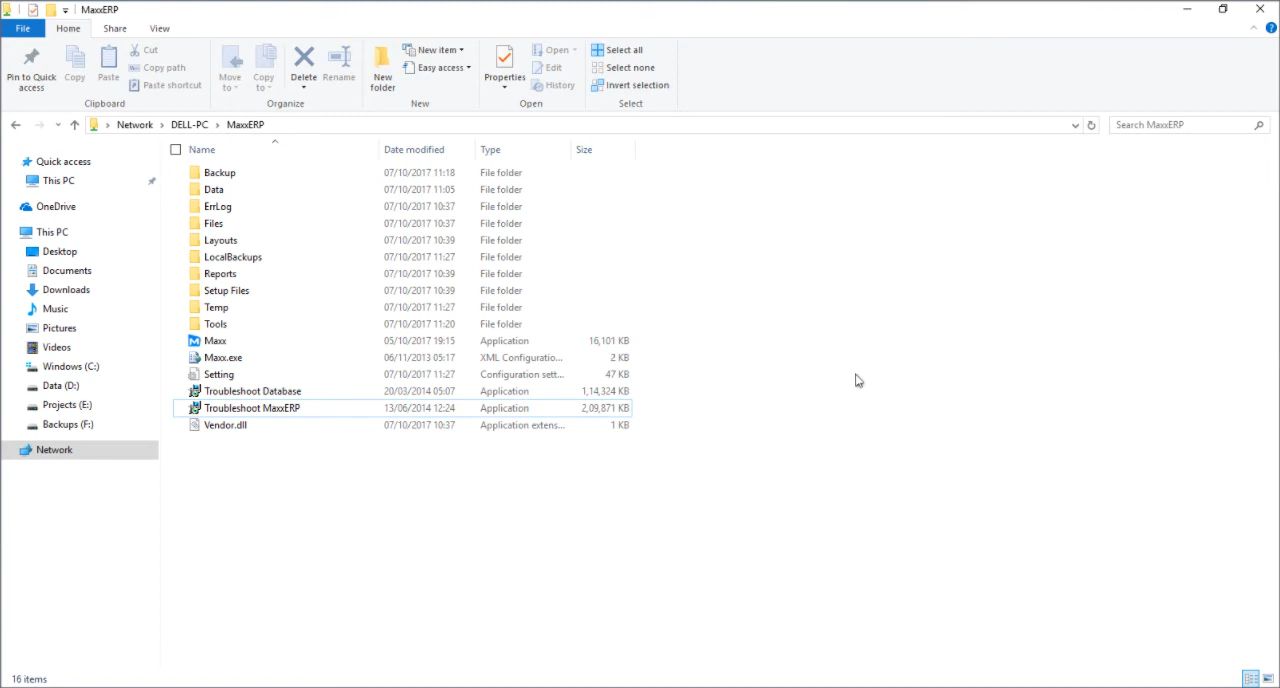 MaxxERP
File Home Share View
Pin to Quick access
Copy
Paste
Cut
Copy path
Paste shortcut
Clipboard
Move to
Copy to
Delete
Rename
Organize
New folder
New item
Easy access
New
Properties
Open
Edit
History
Open
Select all
Select none
Invert selection
Select
Network DELL-PC MaxxERP
Search MaxxERP
Quick access
This PC
OneDrive
This PC
Desktop
Documents
Downloads
Music
Pictures
Videos
Windows (C:)
Data (D:)
Projects (E:)
Backups (F:)
Network
Name Date modified Type Size
Backup 07/10/2017 11:18 File folder
Data 07/10/2017 11:05 File folder
ErrLog 07/10/2017 10:37 File folder
Files 07/10/2017 10:37 File folder
Layouts 07/10/2017 10:39 File folder
LocalBackups 07/10/2017 11:27 File folder
Reports 07/10/2017 10:39 File folder
Setup Files 07/10/2017 10:39 File folder
Temp 07/10/2017 11:27 File folder
Tools 07/10/2017 11:20 File folder
Maxx 05/10/2017 19:15 Application 16,101 KB
Maxx.exe 06/11/2013 05:17 XML Configuratio... 2 KB
Setting 07/10/2017 11:27 Configuration sett... 47 KB
Troubleshoot Database 20/03/2014 05:07 Application 1,14,324 KB
Troubleshoot MaxxERP 13/06/2014 12:24 Application 2,09,871 KB
Vendor.dll 07/10/2017 10:37 Application extens... 1 KB
16 items